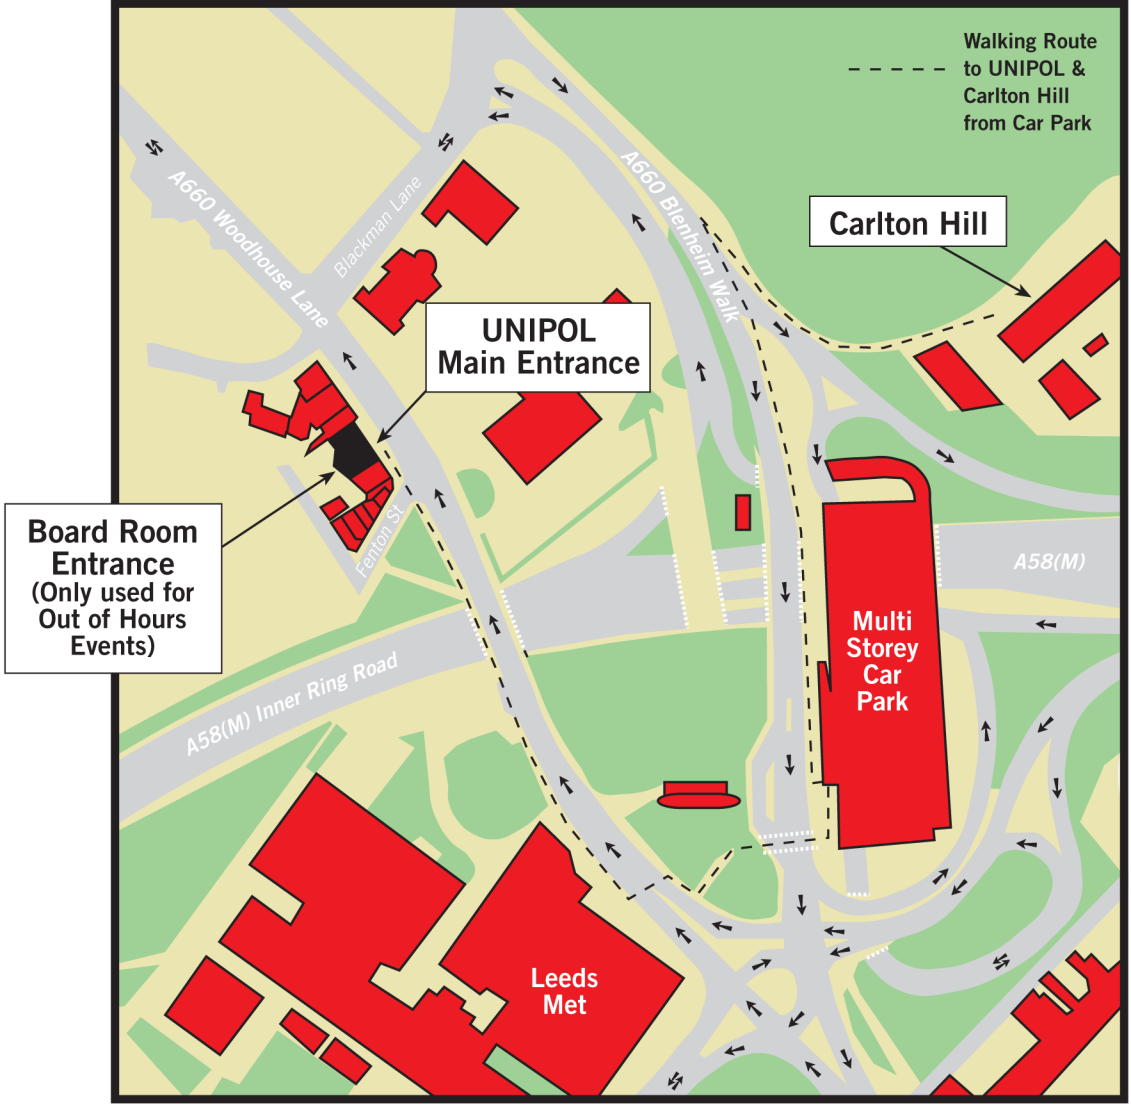 Walking Route
to UNIPOL &
Carlton Hill
from Car Park
A660 Woodhouse Lane
Blackman Lane
A660 Blenheim Walk
Carlton Hill
UNIPOL
Main Entrance
Board Room
Entrance
(Only used for
Out of Hours
Events)
Fenton St
A58(M)
Multi
Storey
Car
Park
A58(M) Inner Ring Road
Leeds
Met